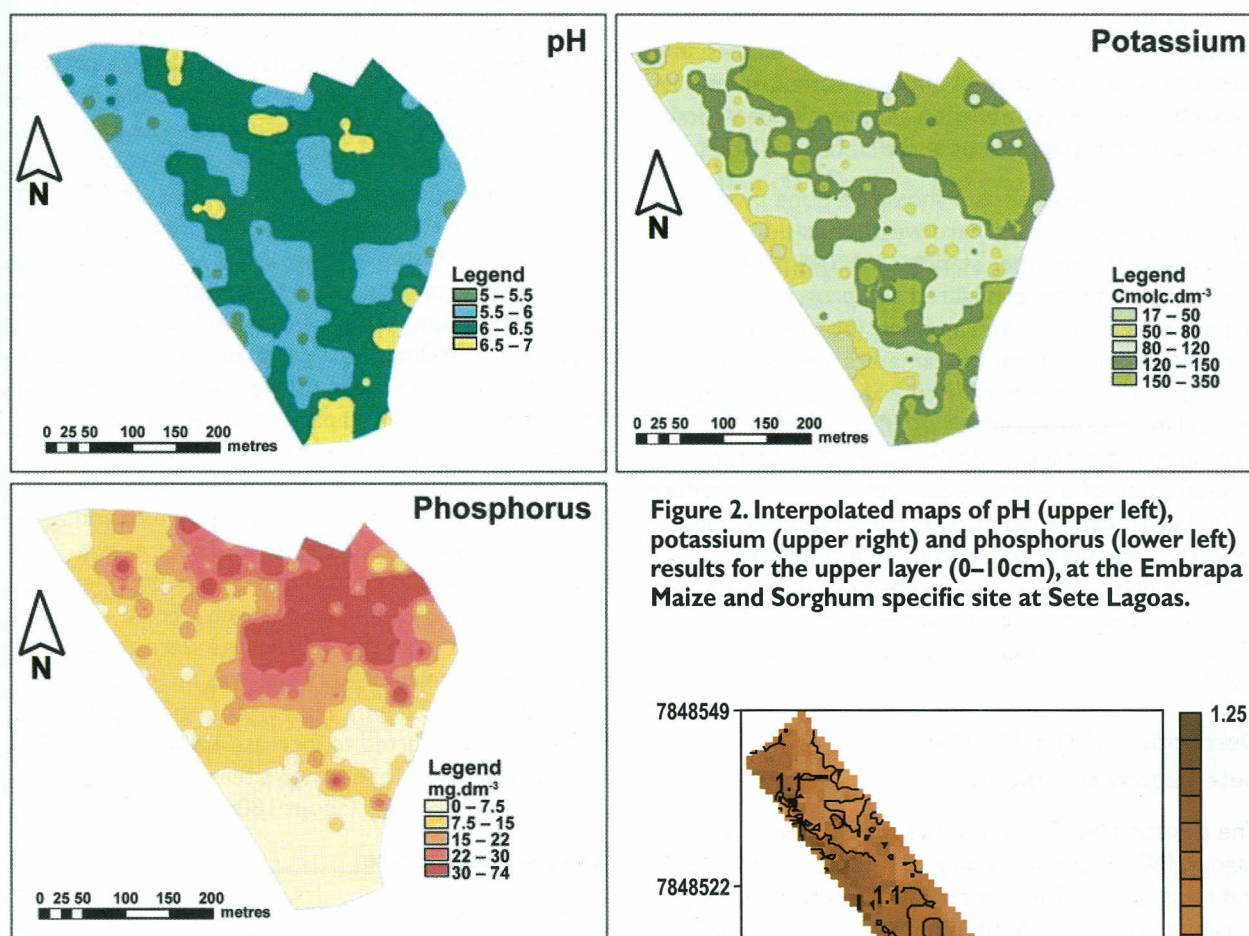 pH
N
Legend
5 – 5.5
5.5 – 6
6 – 6.5
6.5 – 7
0 25 50 100 150 200 metres
Potassium
N
Legend
Cmolc.dm-³
17 – 50
50 – 80
80 – 120
120 – 150
150 – 350
0 25 50 100 150 200 metres
Phosphorus
N
Legend
mg.dm-³
0 – 7.5
7.5 – 15
15 – 22
22 – 30
30 – 74
0 25 50 100 150 200 metres
Figure 2. Interpolated maps of pH (upper left),
potassium (upper right) and phosphorus (lower left)
results for the upper layer (0–10cm), at the Embrapa
Maize and Sorghum specific site at Sete Lagoas.
7848549
1.25
1.1
7848522
1.1